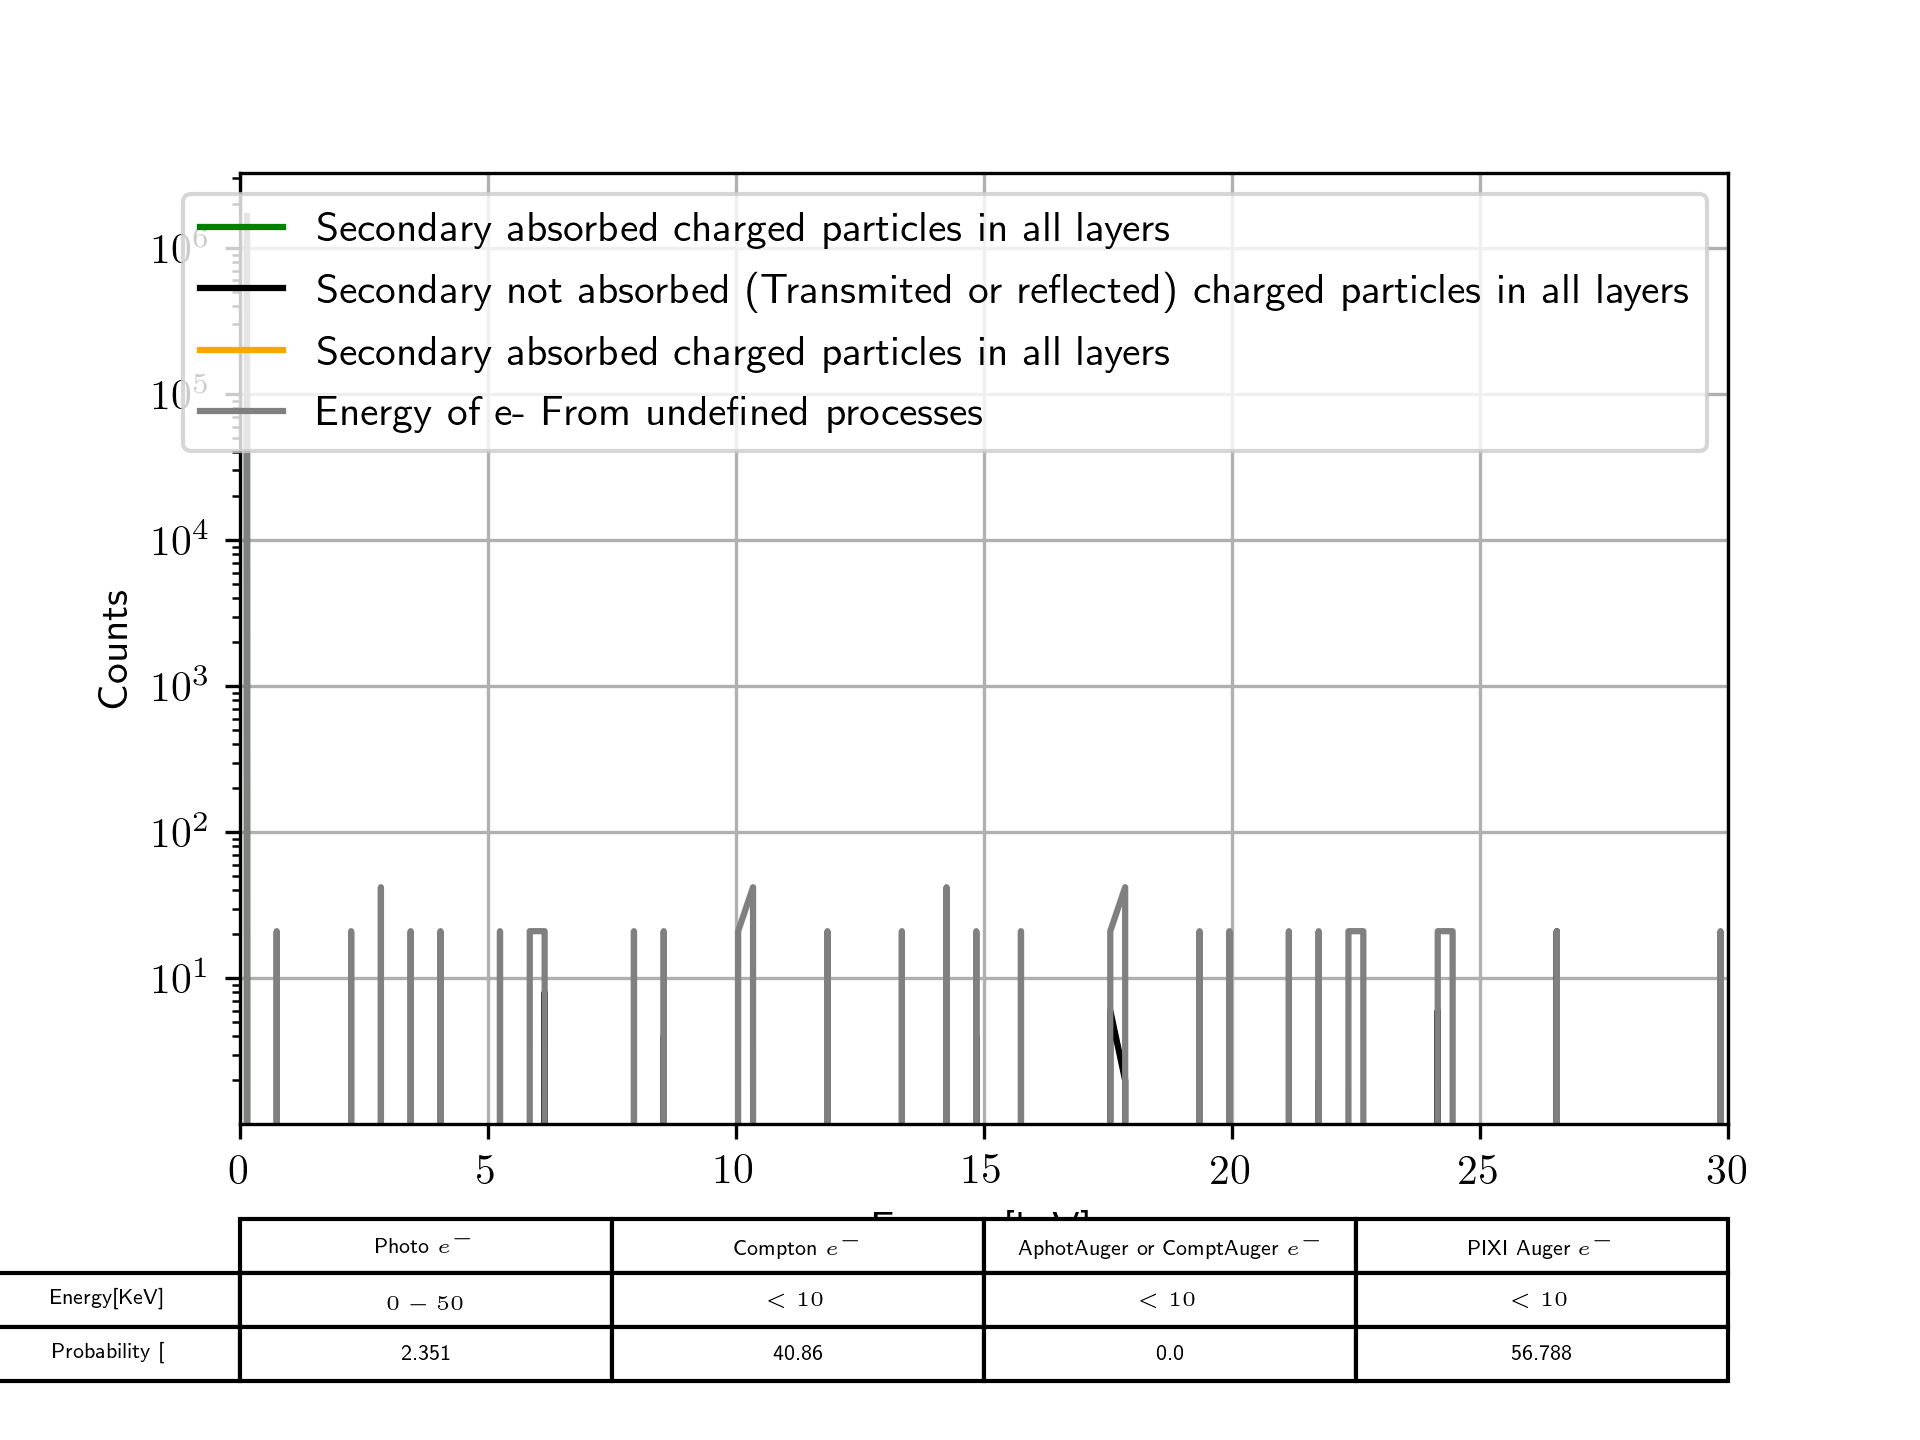 Secondary absorbed charged particles in all layers
Secondary not absorbed (Transmited or reflected) charged particles in all layers
Secondary absorbed charged particles in all layers
Energy of e- From undefined processes
10^6
10^5
10^4
10^3
10^2
10^1
Counts
0 5 10 15 20 25 30
Photo e^− Compton e^− AphotAuger or ComptAuger e^− PIXI Auger e^−
Energy[KeV] 0 − 50 < 10 < 10 < 10
Probability [ 2.351 40.86 0.0 56.788